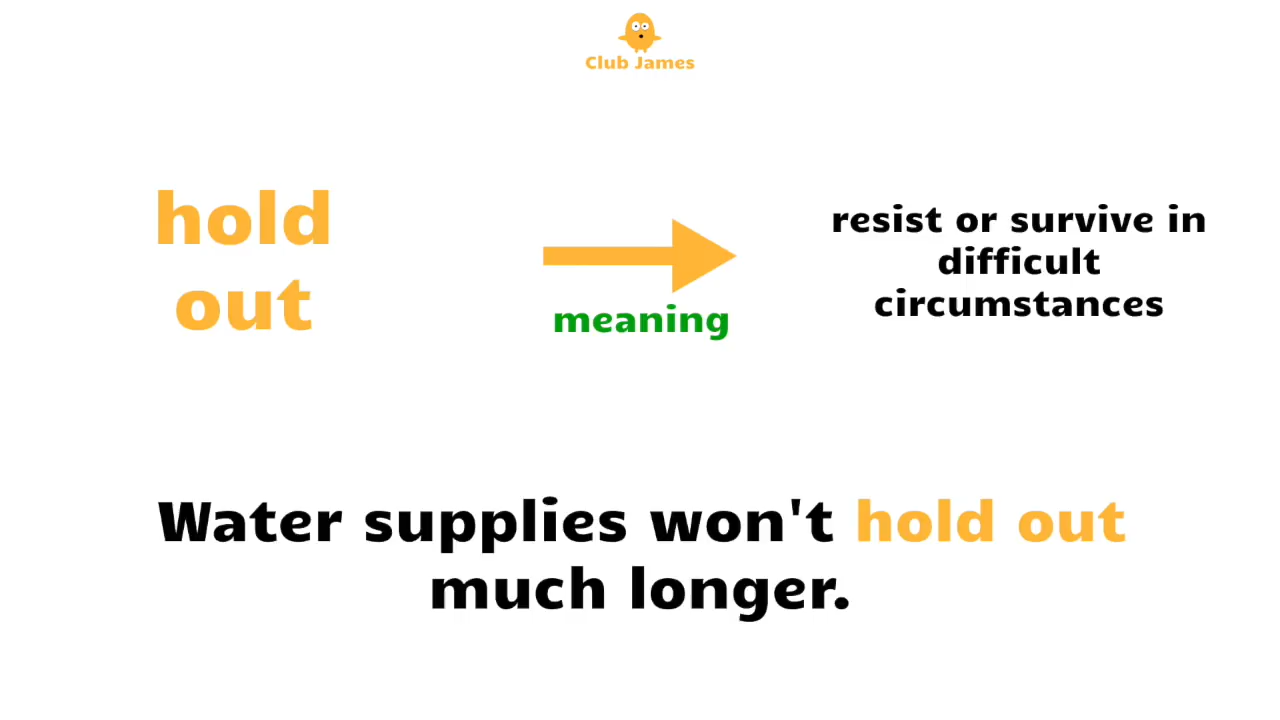 Club James
hold
out
meaning
resist or survive in
difficult
circumstances
Water supplies won't hold out
much longer.